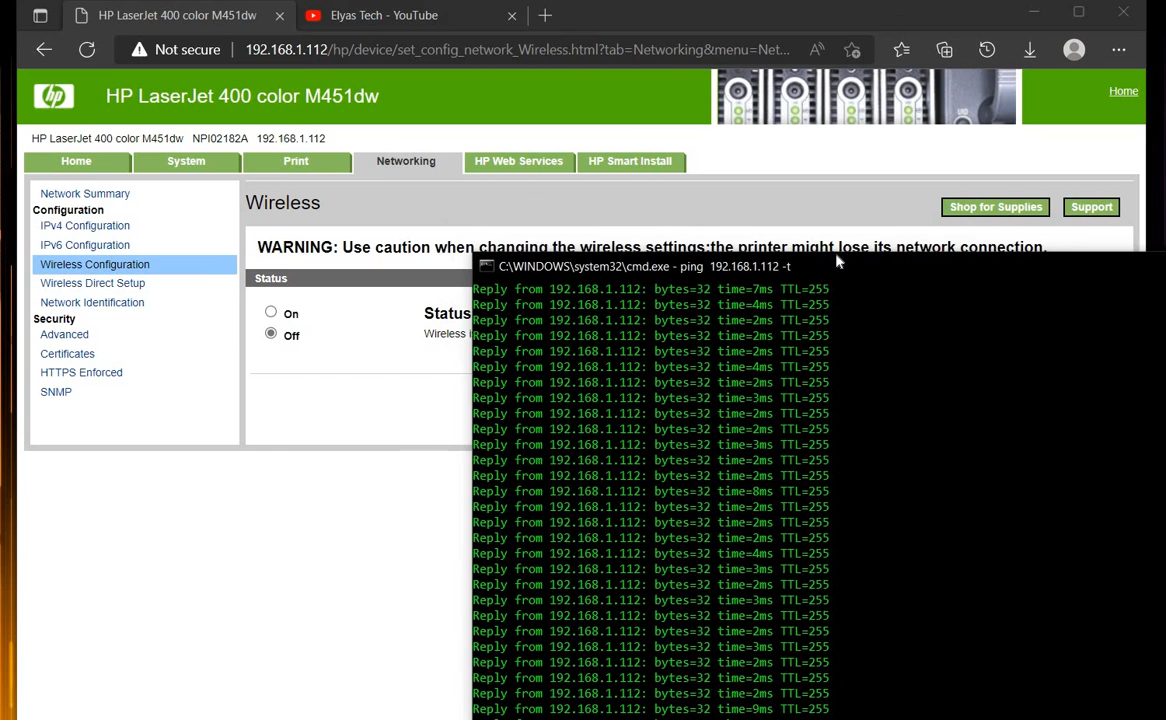 HP LaserJet 400 color M451dw
Elyas Tech - YouTube
Not secure
192.168.1.112/hp/device/set_config_network_Wireless.html?tab=Networking&menu=Net...
hp
HP LaserJet 400 color M451dw
Home
HP LaserJet 400 color M451dw NPI02182A 192.168.1.112
Home System Print Networking HP Web Services HP Smart Install
Network Summary
Configuration
IPv4 Configuration
IPv6 Configuration
Wireless Configuration
Wireless Direct Setup
Network Identification
Security
Advanced
Certificates
HTTPS Enforced
SNMP
Wireless
Shop for Supplies
Support
WARNING: Use caution when changing the wireless settings;the printer might lose its network connection.
Status
On
Off
Status
Wireless
C:\WINDOWS\system32\cmd.exe - ping 192.168.1.112 -t
Reply from 192.168.1.112: bytes=32 time=7ms TTL=255
Reply from 192.168.1.112: bytes=32 time=4ms TTL=255
Reply from 192.168.1.112: bytes=32 time=2ms TTL=255
Reply from 192.168.1.112: bytes=32 time=2ms TTL=255
Reply from 192.168.1.112: bytes=32 time=2ms TTL=255
Reply from 192.168.1.112: bytes=32 time=4ms TTL=255
Reply from 192.168.1.112: bytes=32 time=2ms TTL=255
Reply from 192.168.1.112: bytes=32 time=3ms TTL=255
Reply from 192.168.1.112: bytes=32 time=2ms TTL=255
Reply from 192.168.1.112: bytes=32 time=2ms TTL=255
Reply from 192.168.1.112: bytes=32 time=3ms TTL=255
Reply from 192.168.1.112: bytes=32 time=2ms TTL=255
Reply from 192.168.1.112: bytes=32 time=2ms TTL=255
Reply from 192.168.1.112: bytes=32 time=8ms TTL=255
Reply from 192.168.1.112: bytes=32 time=2ms TTL=255
Reply from 192.168.1.112: bytes=32 time=2ms TTL=255
Reply from 192.168.1.112: bytes=32 time=2ms TTL=255
Reply from 192.168.1.112: bytes=32 time=4ms TTL=255
Reply from 192.168.1.112: bytes=32 time=3ms TTL=255
Reply from 192.168.1.112: bytes=32 time=2ms TTL=255
Reply from 192.168.1.112: bytes=32 time=3ms TTL=255
Reply from 192.168.1.112: bytes=32 time=2ms TTL=255
Reply from 192.168.1.112: bytes=32 time=2ms TTL=255
Reply from 192.168.1.112: bytes=32 time=3ms TTL=255
Reply from 192.168.1.112: bytes=32 time=2ms TTL=255
Reply from 192.168.1.112: bytes=32 time=2ms TTL=255
Reply from 192.168.1.112: bytes=32 time=2ms TTL=255
Reply from 192.168.1.112: bytes=32 time=9ms TTL=255